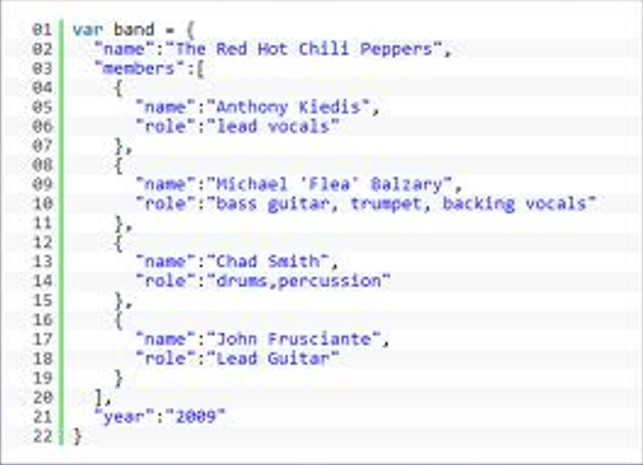 01 var band = {
02   "name":"The Red Hot Chili Peppers",
03   "members":[
04     {
05       "name":"Anthony Kiedis",
06       "role":"lead vocals"
07     },
08     {
09       "name":"Michael 'Flea' Balzary",
10       "role":"bass guitar, trumpet, backing vocals"
11     },
12     {
13       "name":"Chad Smith",
14       "role":"drums,percussion"
15     },
16     {
17       "name":"John Frusciante",
18       "role":"Lead Guitar"
19     }
20   ],
21   "year":"2009"
22 }